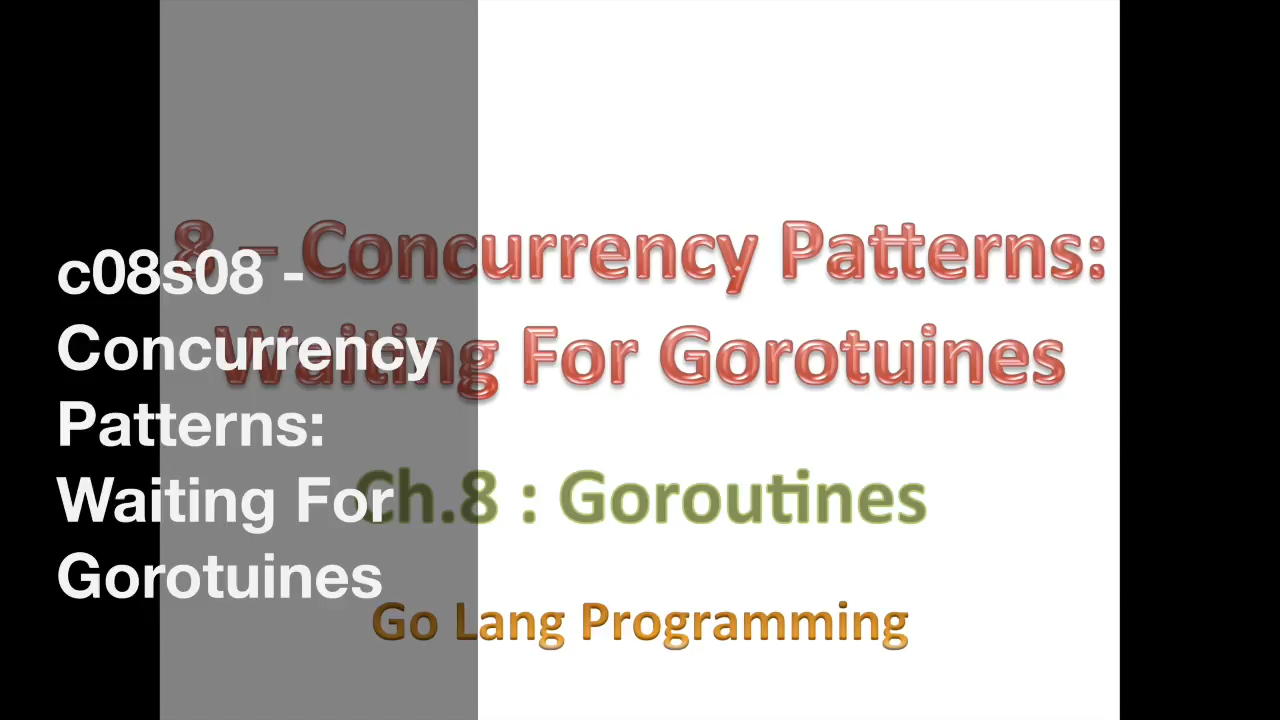 8 – Concurrency Patterns:
Waiting For Gorotuines
Ch.8 : Goroutines
Go Lang Programming
c08s08 -
Concurrency
Patterns:
Waiting For
Gorotuines